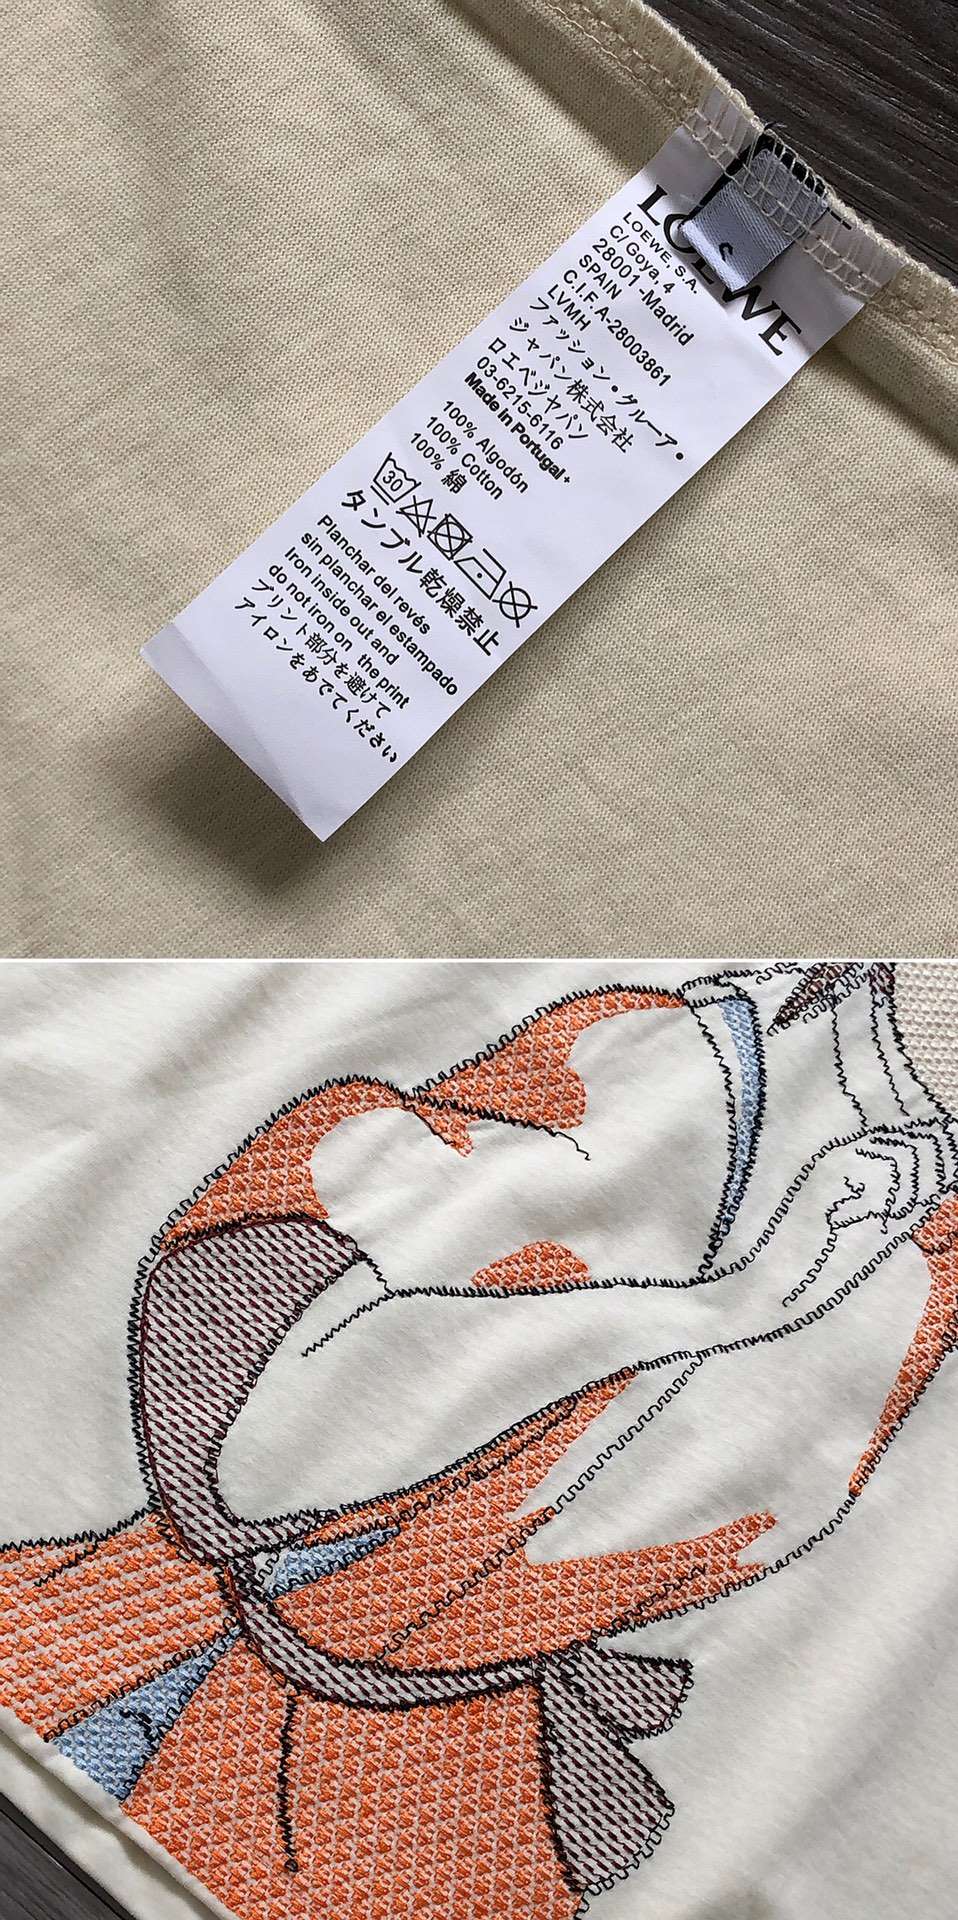 LOEWE
S
LOEWE, S.A.
C/ Goya, 4
28001 -Madrid
SPAIN
C.I.F.A-28003861
LVMH
ファッション・グルーア・
ジャパン株式会社
ロエベジャパン
03-6215-6116
Made In Portugal
100% Algodón
100% Cotton
100% 綿
30
タンブル乾燥禁止
Planchar del revés
sin planchar el estampado
Iron inside out and
do not iron on the print
プリント部分を避けて
アイロンをあでてください